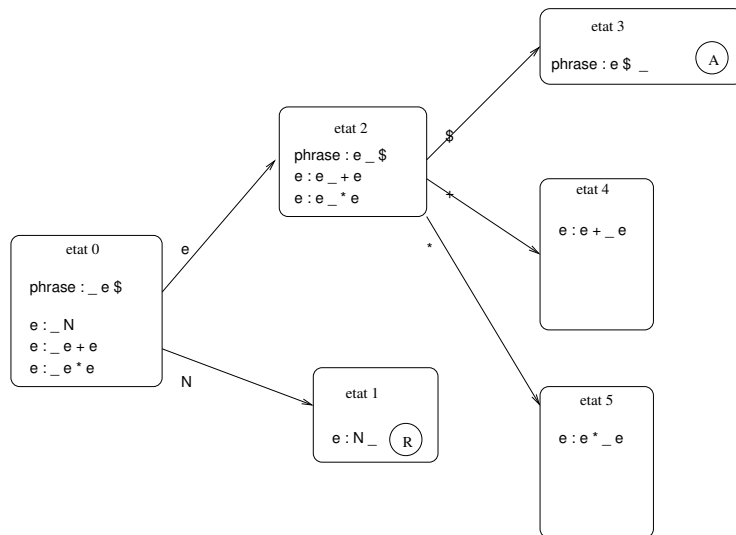 etat 0
phrase : _ e $
e : _ N
e : _ e + e
e : _ e * e
e
N
etat 1
e : N _
R
etat 2
phrase : e _ $
e : e _ + e
e : e _ * e
$
+
*
etat 3
phrase : e $ _
A
etat 4
e : e + _ e
etat 5
e : e * _ e